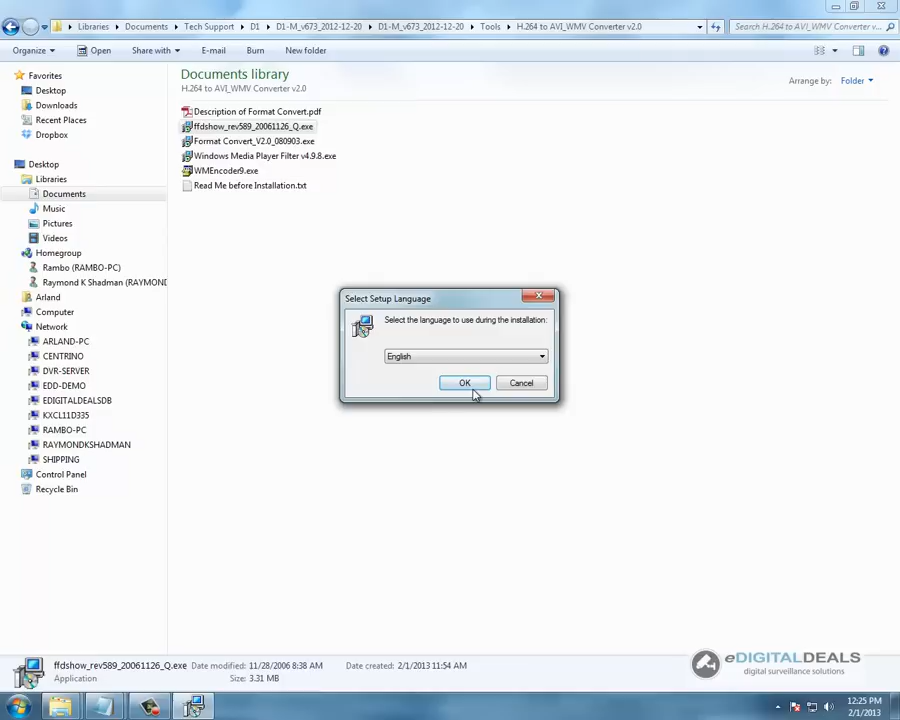 Libraries ▸ Documents ▸ Tech Support ▸ D1 ▸ D1-M_v673_2012-12-20 ▸ D1-M_v673_2012-12-20 ▸ Tools ▸ H.264 to AVI_WMV Converter v2.0
Search H.264 to AVI_WMV Converter v...
Organize Open Share with E-mail Burn New folder
Favorites
Desktop
Downloads
Recent Places
Dropbox
Desktop
Libraries
Documents
Music
Pictures
Videos
Homegroup
Rambo (RAMBO-PC)
Raymond K Shadman (RAYMOND
Arland
Computer
Network
ARLAND-PC
CENTRINO
DVR-SERVER
EDD-DEMO
EDIGITALDEALSDB
KXCL11D335
RAMBO-PC
RAYMONDKSHADMAN
SHIPPING
Control Panel
Recycle Bin
Documents library
H.264 to AVI_WMV Converter v2.0
Arrange by: Folder
Description of Format Convert.pdf
ffdshow_rev589_20061126_Q.exe
Format Convert_V2.0_080903.exe
Windows Media Player Filter v4.9.8.exe
WMEncoder9.exe
Read Me before Installation.txt
Select Setup Language
Select the language to use during the installation:
English
OK Cancel
ffdshow_rev589_20061126_Q.exe Date modified: 11/28/2006 8:38 AM Date created: 2/1/2013 11:54 AM
Application Size: 3.31 MB
eDIGITALDEALS
digital surveillance solutions
12:25 PM
2/1/2013